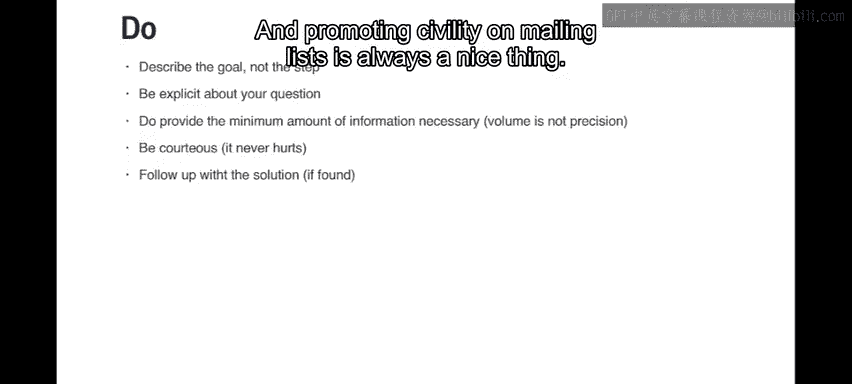 Do
And promoting civility on mailing
lists is always a nice thing.
· Describe the goal, not the step
· Be explicit about your question
· Do provide the minimum amount of information necessary (volume is not precision)
· Be courteous (it never hurts)
· Follow up witht the solution (if found)